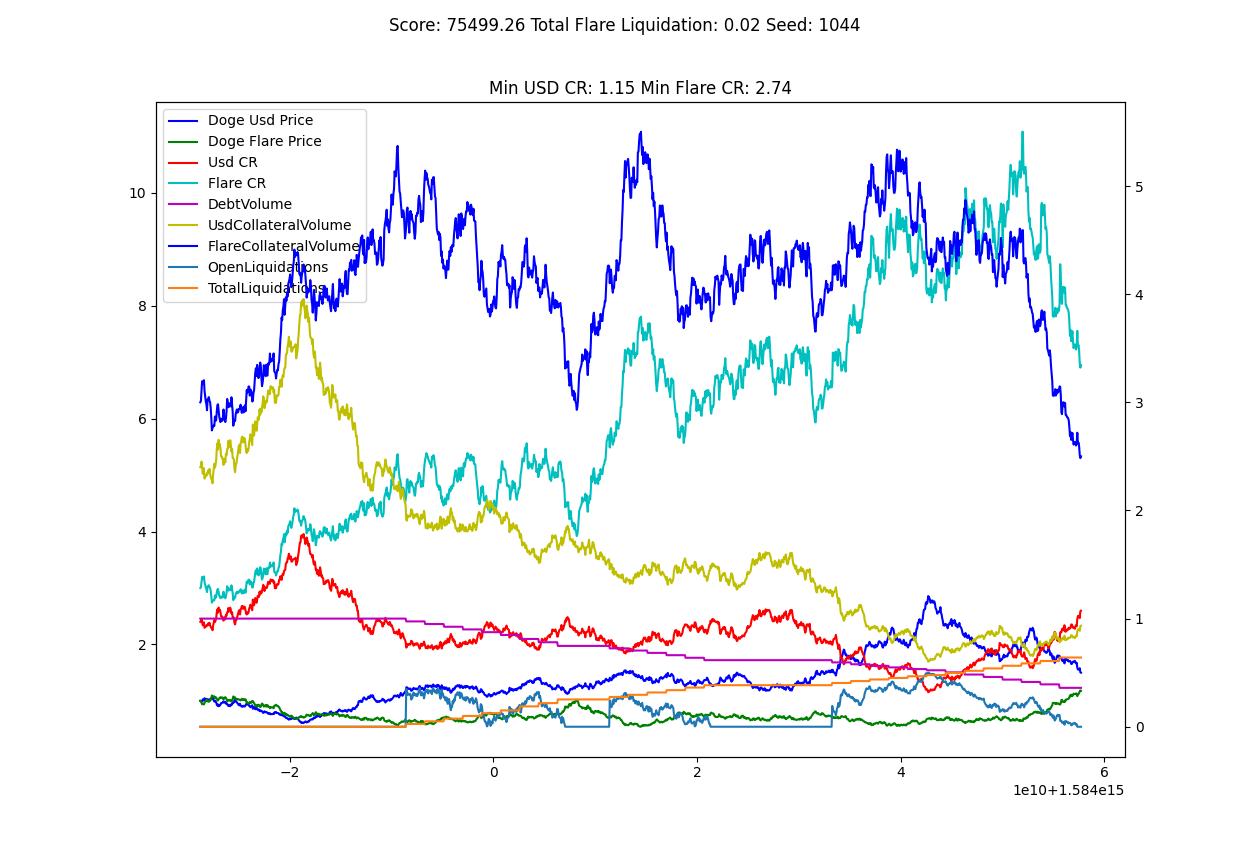 Score: 75499.26 Total Flare Liquidation: 0.02 Seed: 1044
Min USD CR: 1.15 Min Flare CR: 2.74
Doge Usd Price
Doge Flare Price
Usd CR
Flare CR
DebtVolume
UsdCollateralVolume
FlareCollateralVolume
OpenLiquidations
TotalLiquidations
10
8
6
4
2
5
4
3
2
1
0
−2
0
2
4
6
1e10+1.584e15